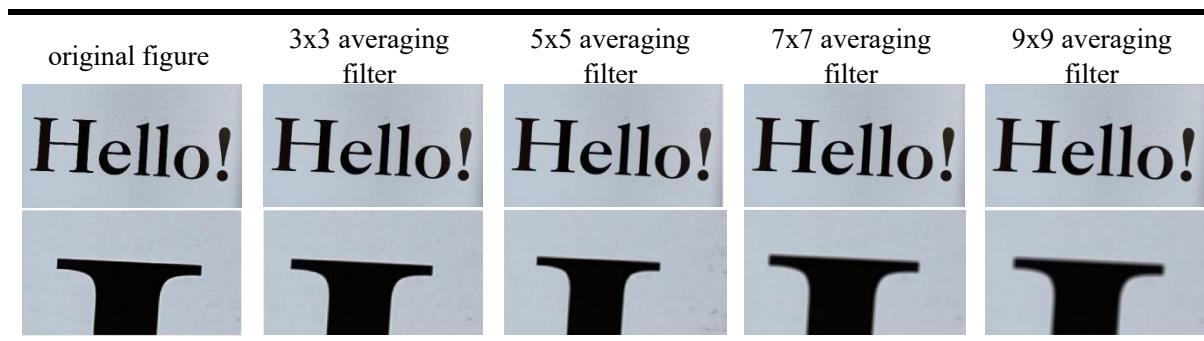 original figure
3x3 averaging filter
5x5 averaging filter
7x7 averaging filter
9x9 averaging filter
Hello!
Hello!
Hello!
Hello!
Hello!